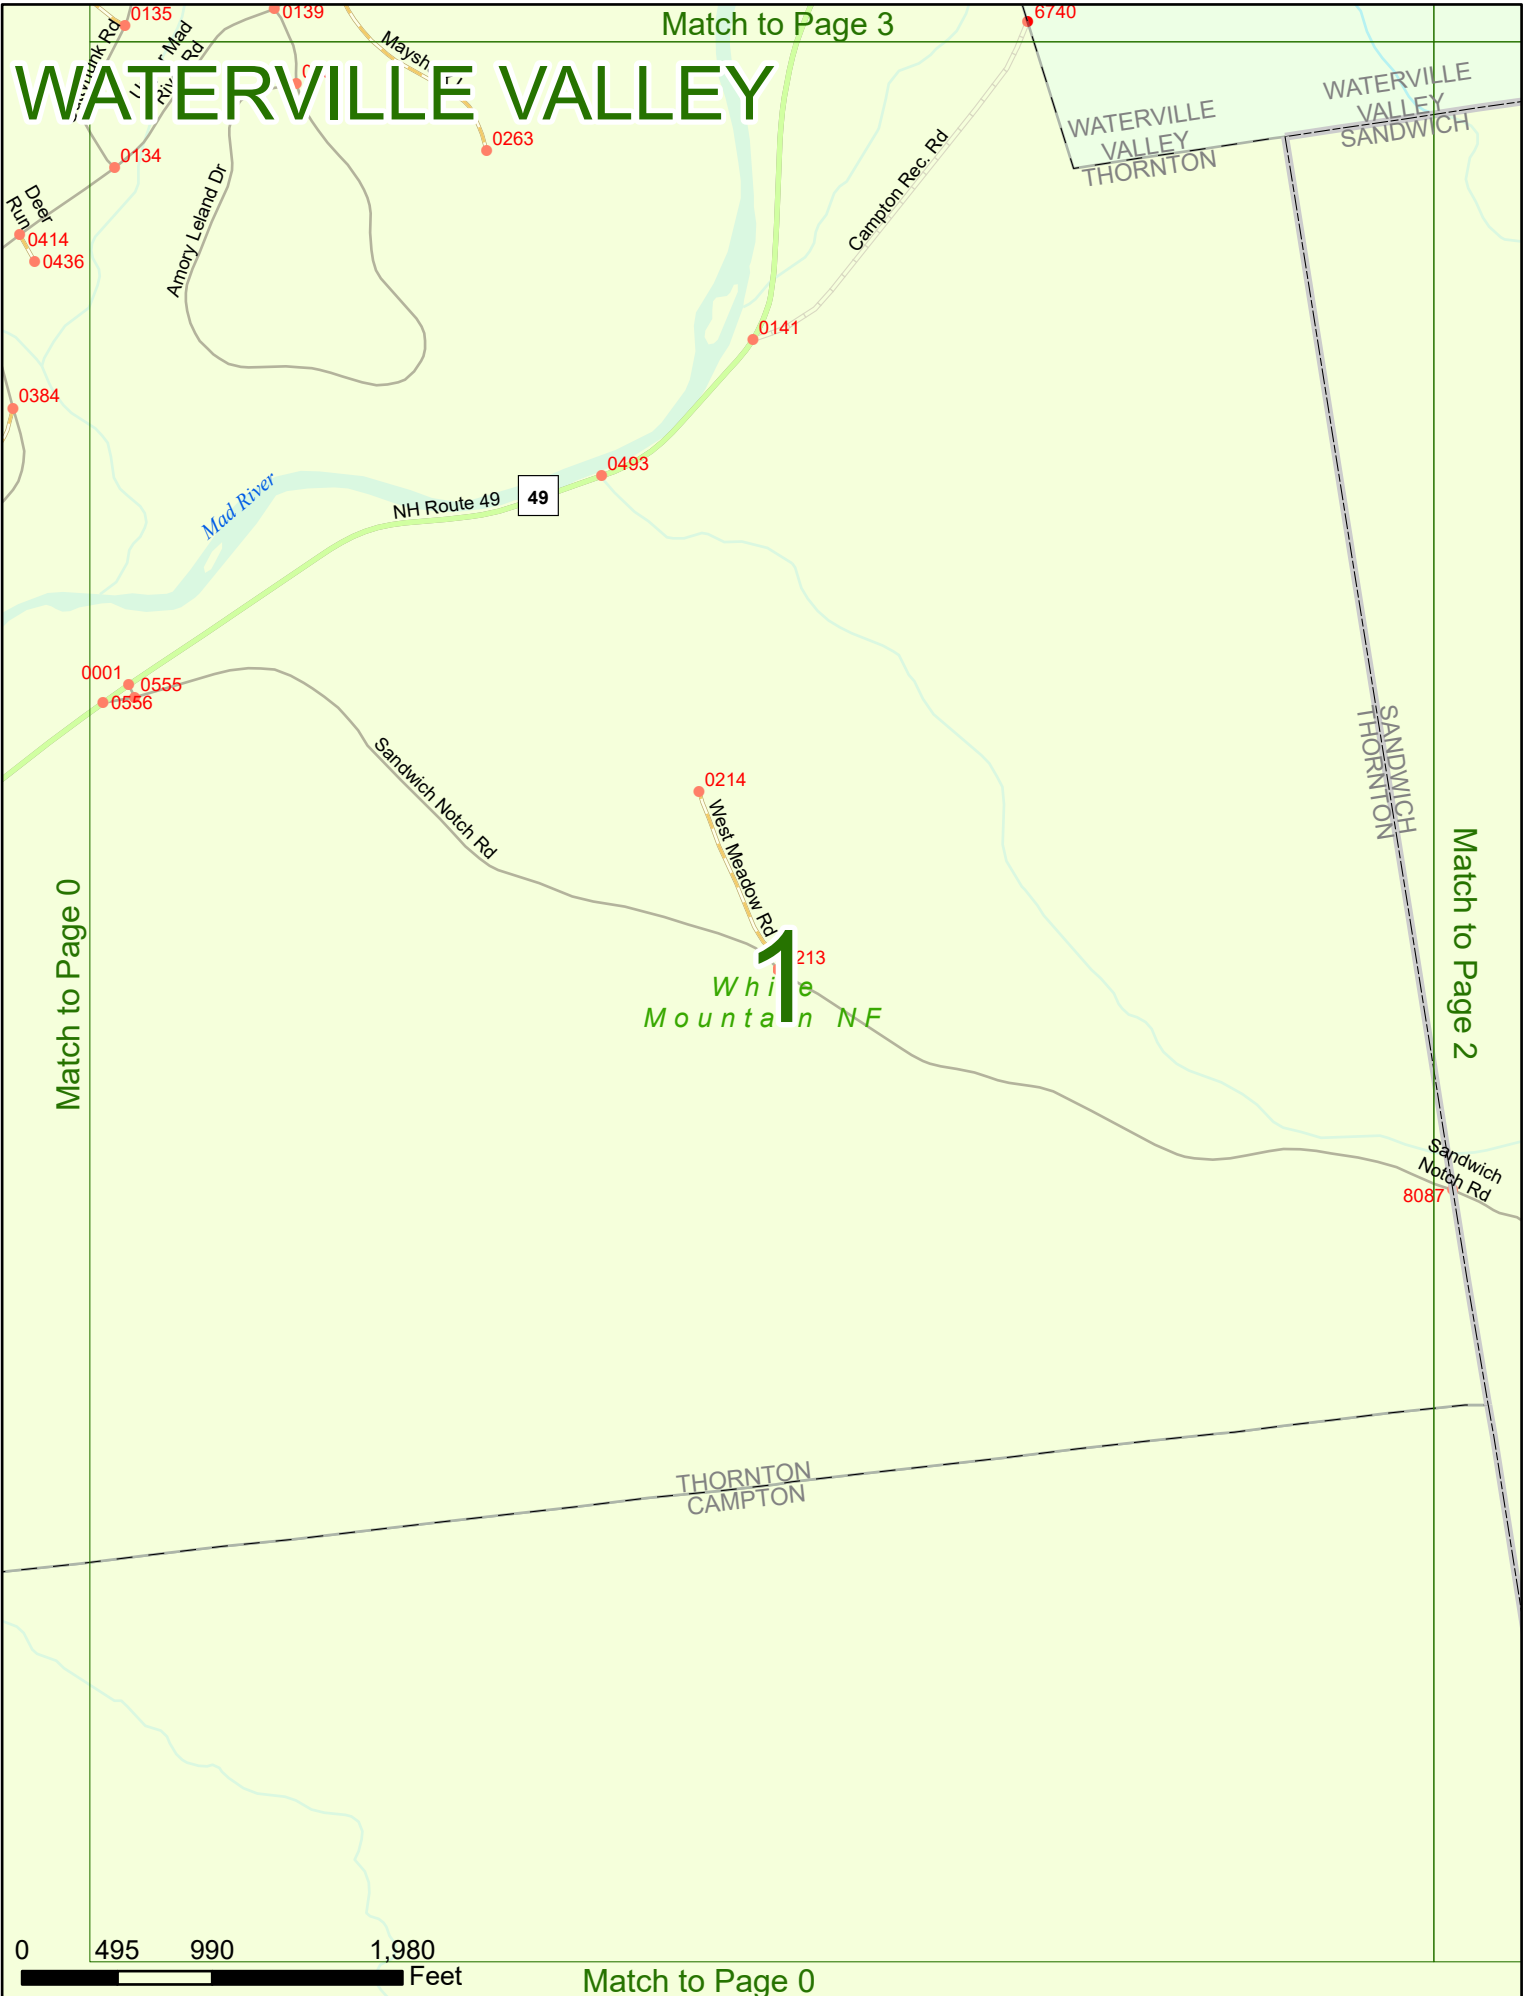 Match to Page 3
WATERVILLE VALLEY
0135
0139
6740
Rd
Mad
Rd
0263
0134
Deer
Run
0414
0436
Amory Leland Dr
Campton Rec. Rd
WATERVILLE
VALLEY
THORNTON
WATERVILLE
VALLEY
SANDWICH
0141
0384
0493
Mad River
NH Route 49
49
0001
0555
0556
Sandwich Notch Rd
0214
West Meadow Rd
SANDWICH
THORNTON
Match to Page 0
Match to Page 2
1
213
White
Mountain NF
Sandwich
Notch Rd
8087
THORNTON
CAMPTON
0 495 990 1,980
Feet
Match to Page 0